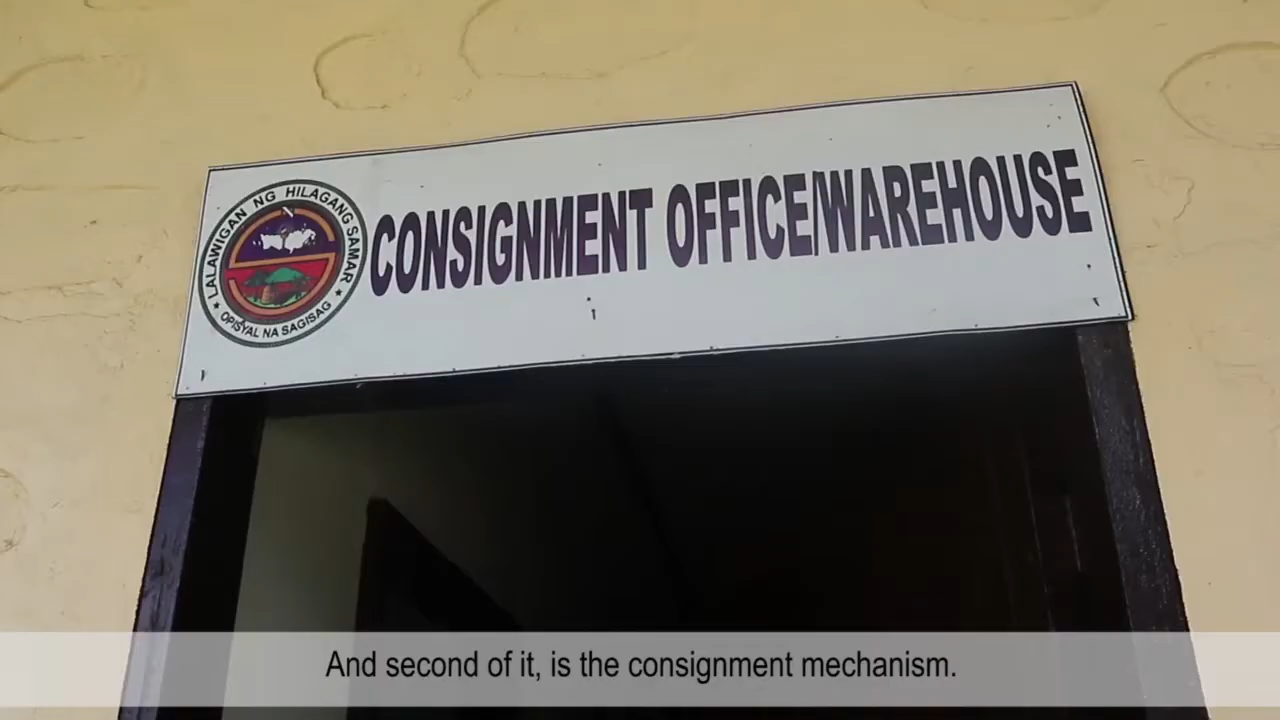 LALAWIGAN NG HILAGANG SAMAR
OPISYAL NA SAGISAG
CONSIGNMENT OFFICE/WAREHOUSE
And second of it, is the consignment mechanism.